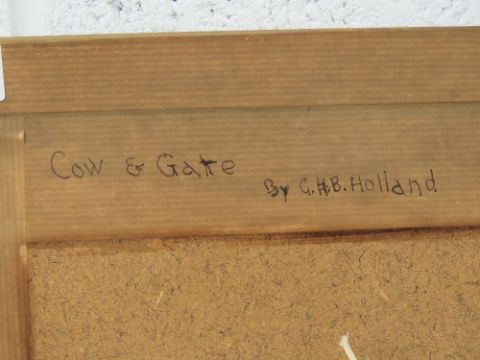 Cow & Gate
By G.H.B. Holland